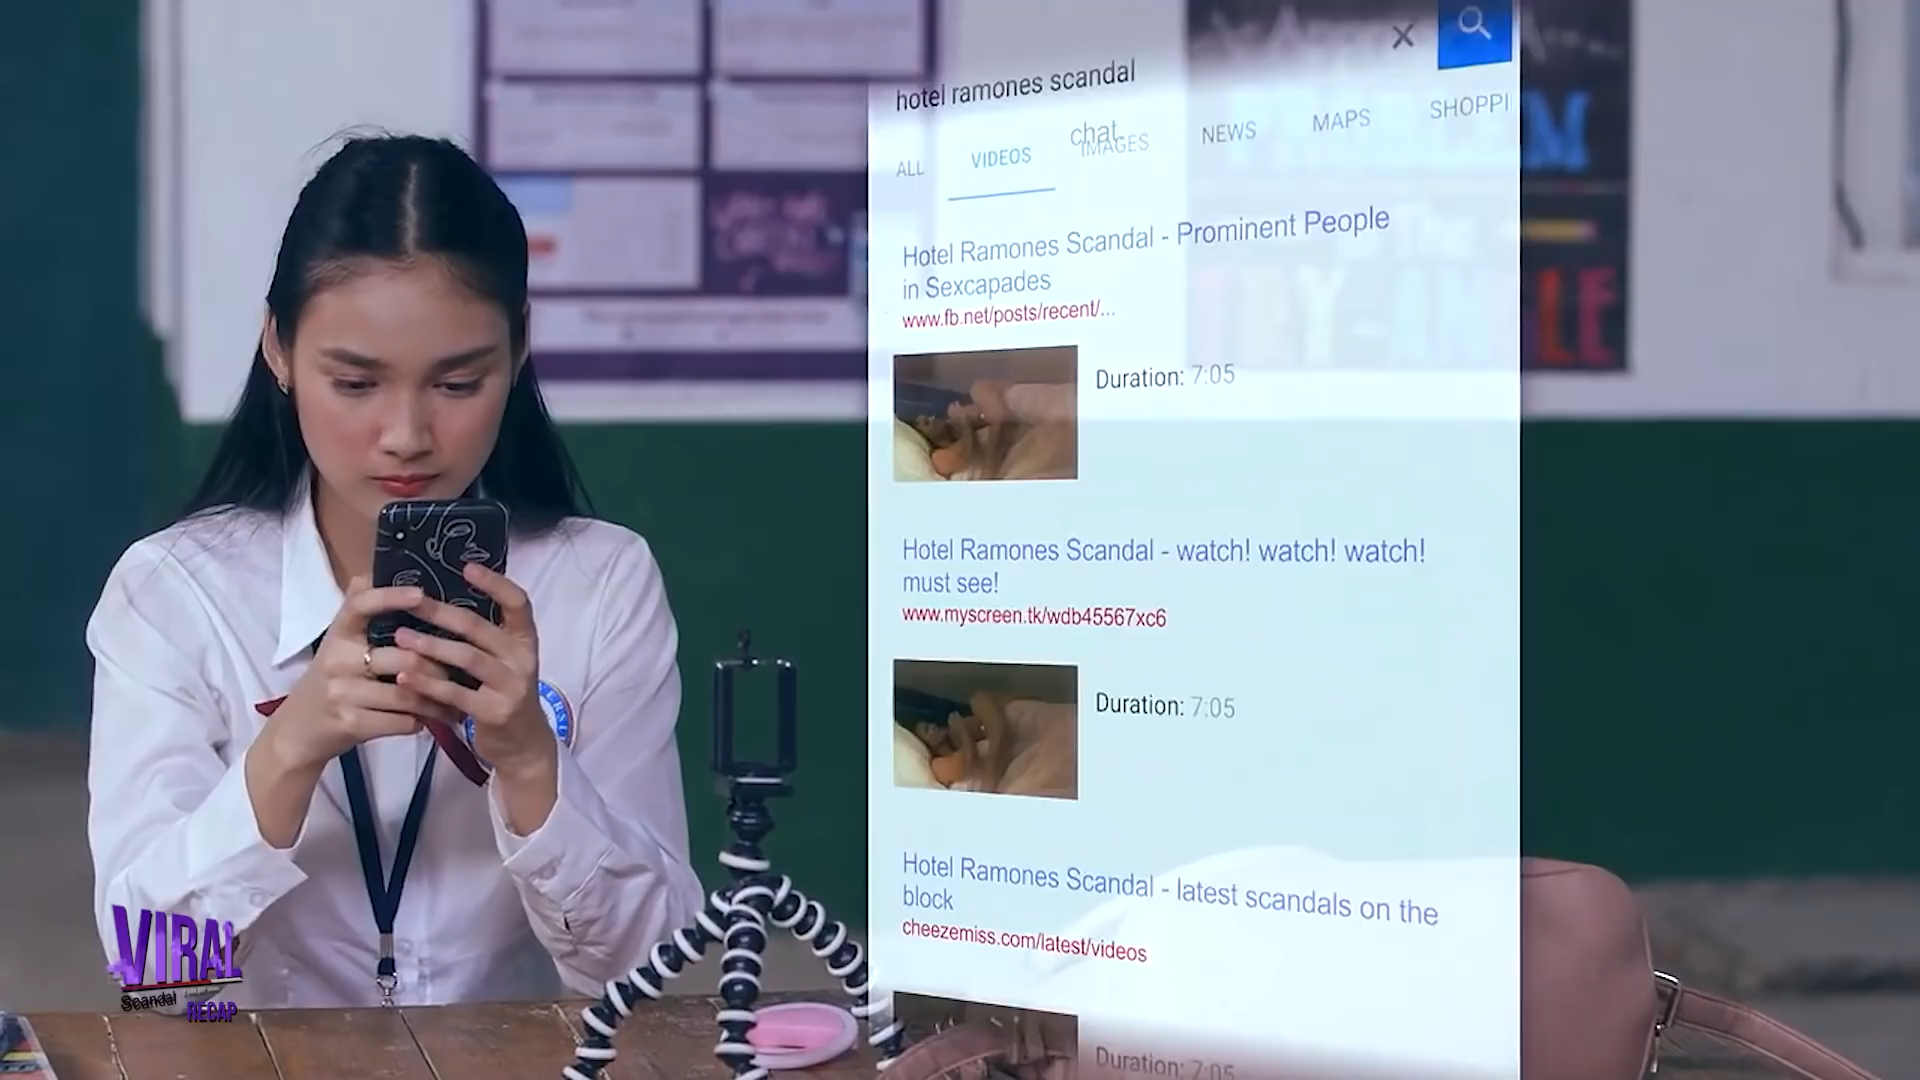 hotel ramones scandal
chat
ALL VIDEOS IMAGES NEWS MAPS SHOPPI
Hotel Ramones Scandal - Prominent People
in Sexcapades
www.fb.net/posts/recent/...
Duration: 7:05
Hotel Ramones Scandal - watch! watch! watch!
must see!
www.myscreen.tk/wdb45567xc6
Duration: 7:05
Hotel Ramones Scandal - latest scandals on the
block
cheezemiss.com/latest/videos
Duration: 7:05
VIRAL
Scandal
RECAP